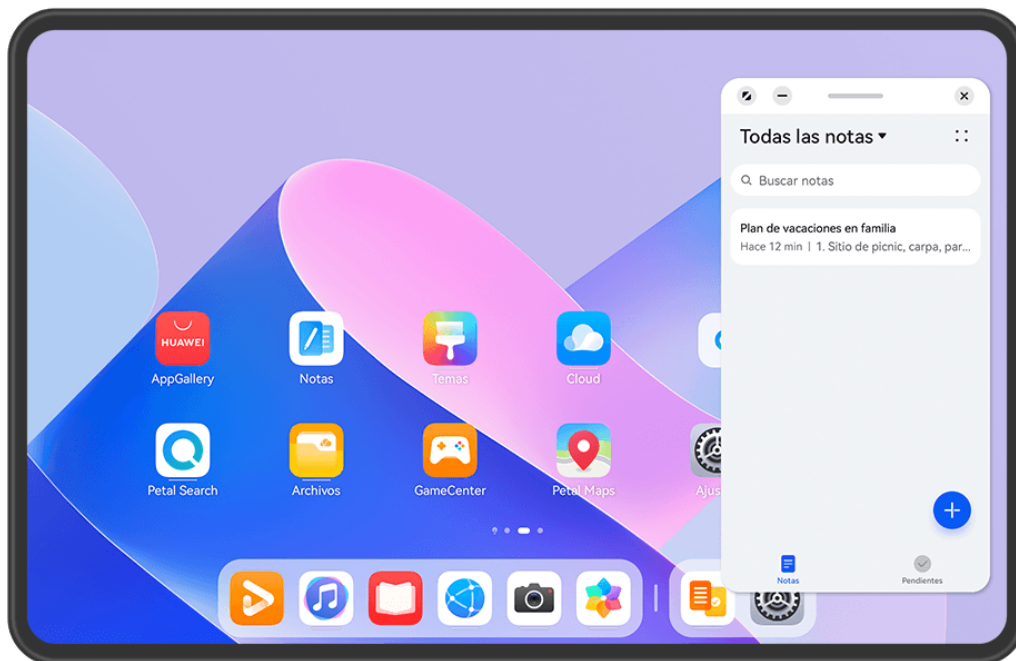 Todas las notas
Buscar notas
Plan de vacaciones en familia
Hace 12 min | 1. Sitio de picnic, carpa, par...
HUAWEI
AppGallery
Notas
Temas
Cloud
Petal Search
Archivos
GameCenter
Petal Maps
Ajus
Notas
Pendientes